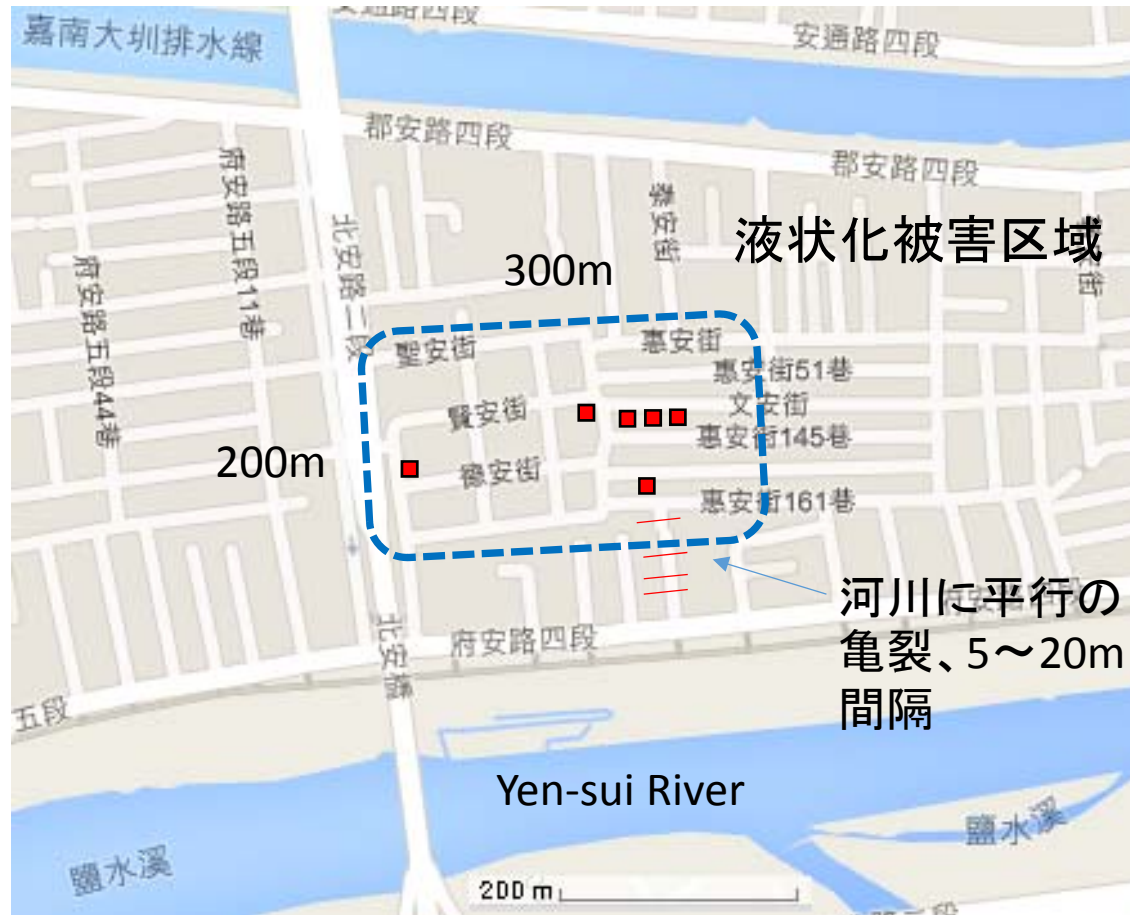 嘉南大圳排水線
安通路四段
安通路四段
郡安路四段
郡安路四段
府安路五段11巷
府安路五段44巷
北安路二段
液状化被害区域
300m
200m
聖安街
惠安街
惠安街51巷
賢安街
文安街
惠安街145巷
德安街
惠安街161巷
河川に平行の
亀裂、5～20m
間隔
府安路四段
北安橋
五段
Yen-sui River
鹽水溪
鹽水溪
200 m